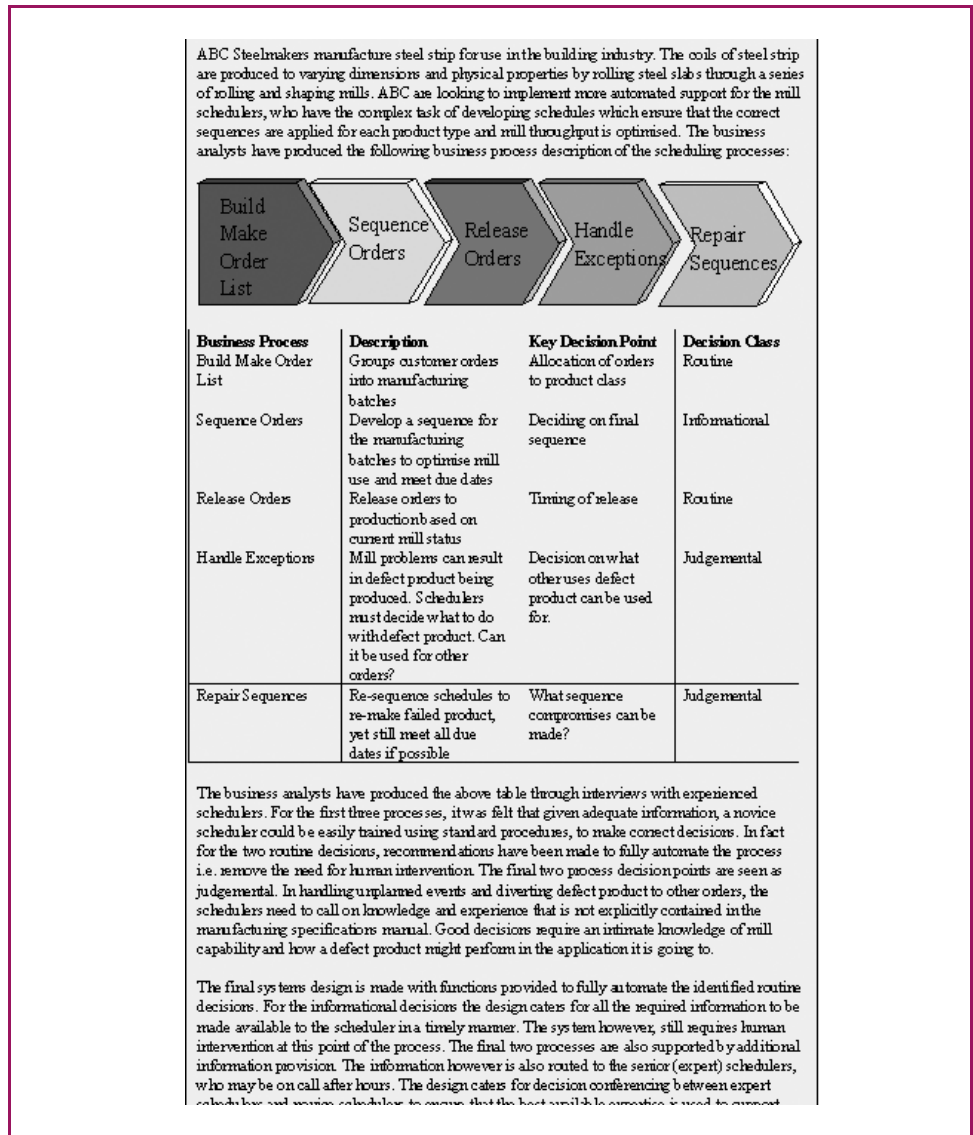 ABC Steelmakers manufacture steel strip for use in the building industry. The coils of steel strip
are produced to varying dimensions and physical properties by rolling steel slabs through a series
of rolling and shaping mills. ABC are looking to implement more automated support for the mill
schedulers, who have the complex task of developing schedules which ensure that the correct
sequences are applied for each product type and mill throughput is optimised. The business
analysts have produced the following business process description of the scheduling processes:
Build
Make
Order
List
Sequence
Orders
Release
Orders
Handle
Exceptions
Repair
Sequences
Business Process Description Key Decision Point Decision Class
Build Make Order Groups customer orders Allocation of orders Routine
List into manufacturing to product class
batches
Sequence Orders Develop a sequence for Deciding on final Informational
the manufacturing sequence
batches to optimise mill
use and meet due dates
Release Orders Release orders to Timing of release Routine
production based on
current mill status
Handle Exceptions Mill problems can result Decision on what Judgemental
in defect product being other uses defect
produced. Schedulers product can be used
must decide what to do for.
with defect product. Can
it be used for other
orders?
Repair Sequences Re-sequence schedules to What sequence Judgemental
re-make failed product, compromises can be
yet still meet all due made?
dates if possible
The business analysts have produced the above table through interviews with experienced
schedulers. For the first three processes, it was felt that given adequate information, a novice
scheduler could be easily trained using standard procedures, to make correct decisions. In fact
for the two routine decisions, recommendations have been made to fully automate the process
i.e. remove the need for human intervention. The final two process decision points are seen as
judgemental. In handling unplanned events and diverting defect product to other orders, the
schedulers need to call on knowledge and experience that is not explicitly contained in the
manufacturing specifications manual. Good decisions require an intimate knowledge of mill
capability and how a defect product might perform in the application it is going to.
The final systems design is made with functions provided to fully automate the identified routine
decisions. For the informational decisions the design caters for all the required information to be
made available to the scheduler in a timely manner. The system however, still requires human
intervention at this point of the process. The final two processes are also supported by additional
information provision. The information however is also routed to the senior (expert) schedulers,
who may be on call after hours. The design caters for decision conferencing between expert
schedulers and novice schedulers to ensure that the best available expertise is used to support